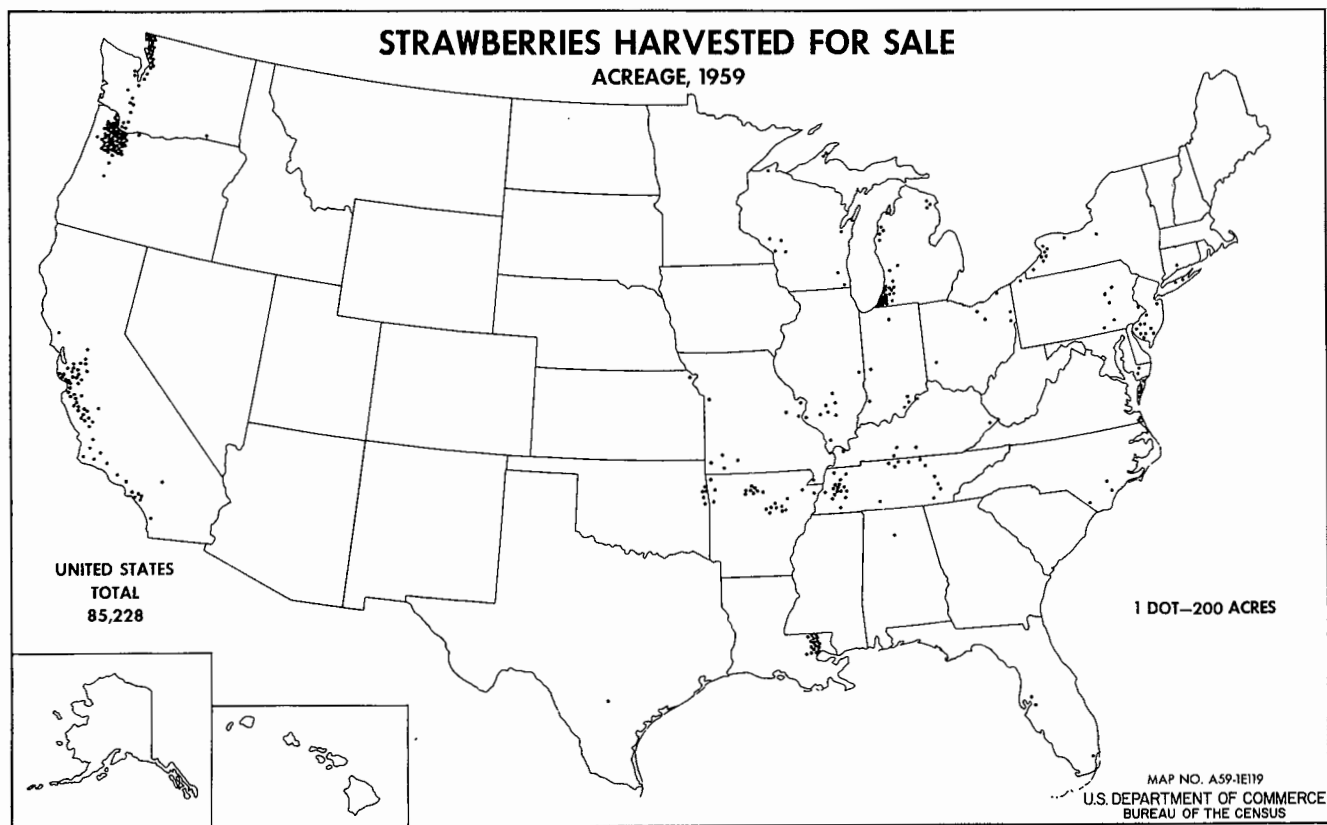 STRAWBERRIES HARVESTED FOR SALE
ACREAGE, 1959
UNITED STATES
TOTAL
85,228
1 DOT—200 ACRES
MAP NO. A59-1E119
U.S. DEPARTMENT OF COMMERCE
BUREAU OF THE CENSUS